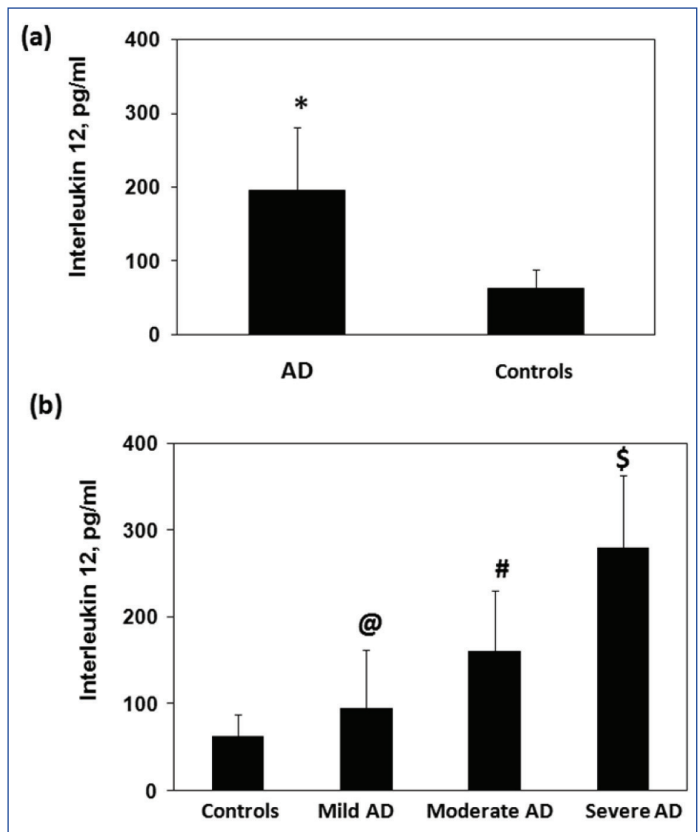 (a)
Interleukin 12, pg/ml
400
300
200
100
0
*
AD
Controls
(b)
Interleukin 12, pg/ml
400
300
200
100
0
@
#
$
Controls
Mild AD
Moderate AD
Severe AD